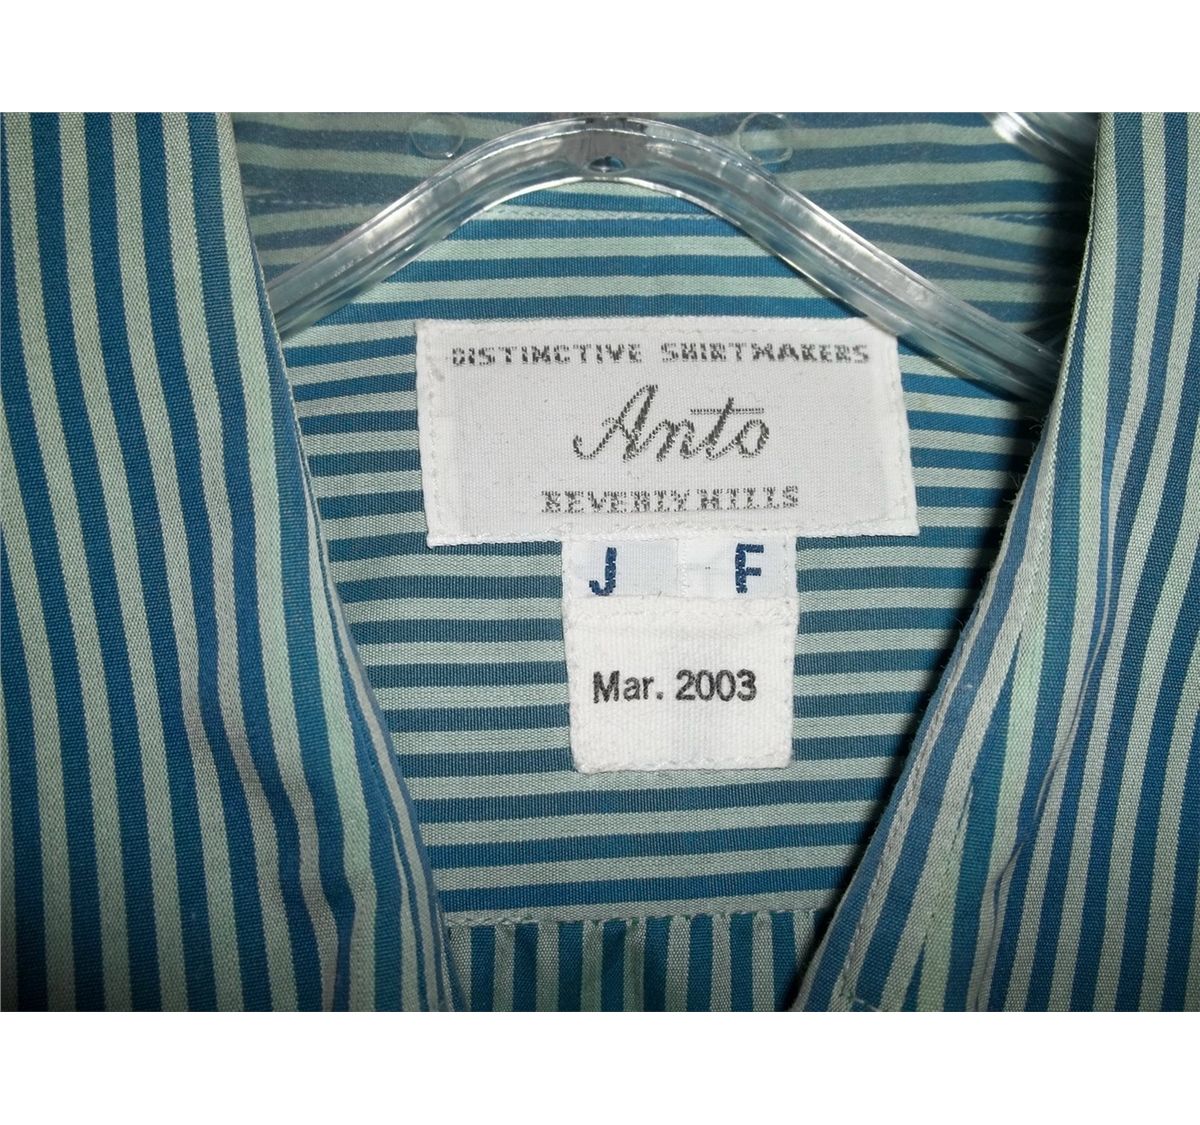 DISTINCTIVE SHIRTMAKERS
Anto
BEVERLY HILLS
J F
Mar. 2003